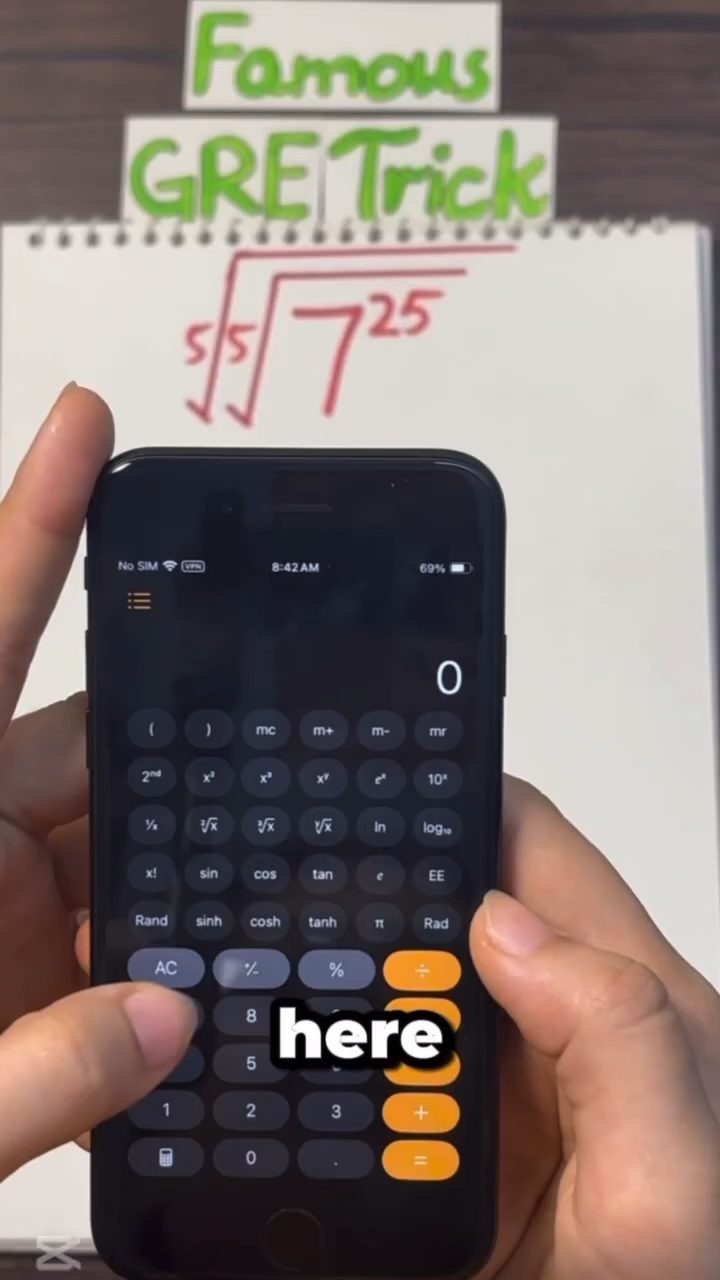 Famous
GRE Trick
⁵√⁵√7²⁵
No SIM VPN 8:42 AM 69%
0
( ) mc m+ m- mr
2ⁿᵈ x² x³ xʸ eˣ 10ˣ
¹/x ²√x ³√x ʸ√x ln log₁₀
x! sin cos tan e EE
Rand sinh cosh tanh π Rad
AC +/- % ÷
8
here
5
1 2 3 +
0 . =